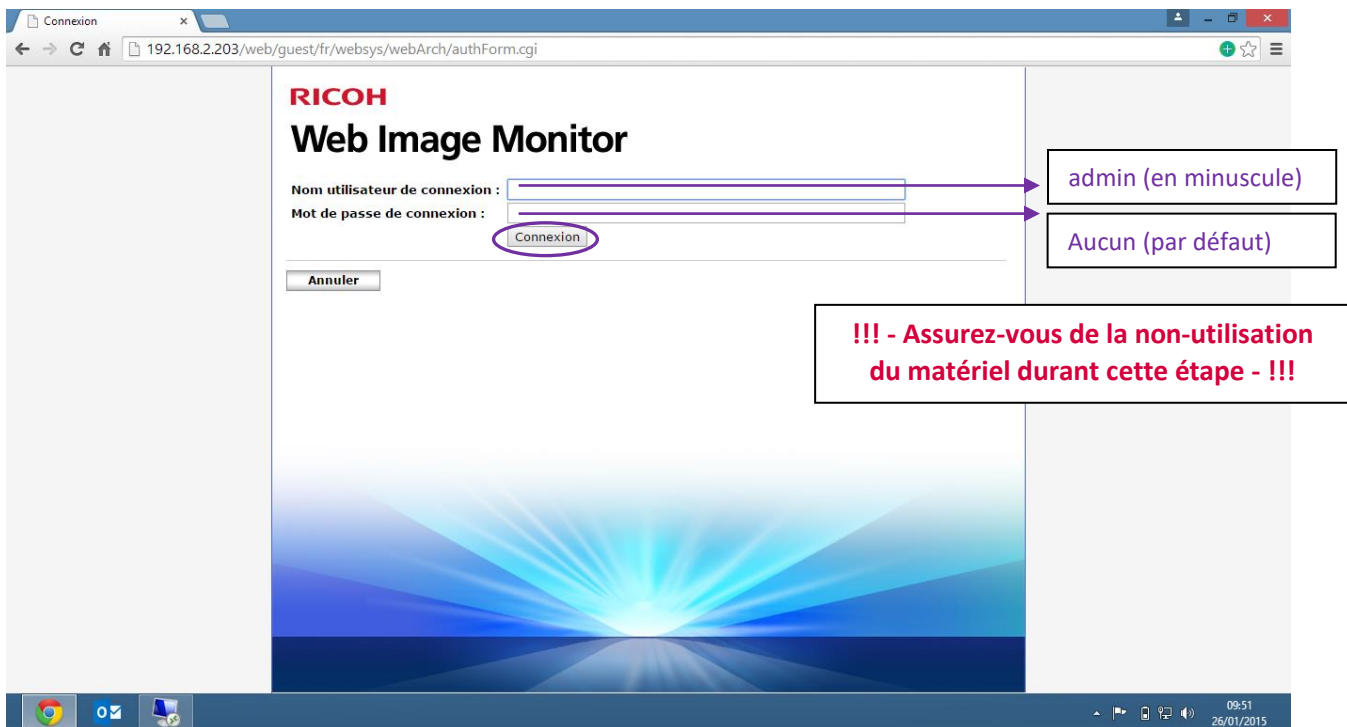 Connexion
192.168.2.203/web/guest/fr/websys/webArch/authForm.cgi
RICOH
Web Image Monitor
Nom utilisateur de connexion :
admin (en minuscule)
Mot de passe de connexion :
Aucun (par défaut)
Connexion
Annuler
!!! - Assurez-vous de la non-utilisation
du matériel durant cette étape - !!!
09:51
26/01/2015